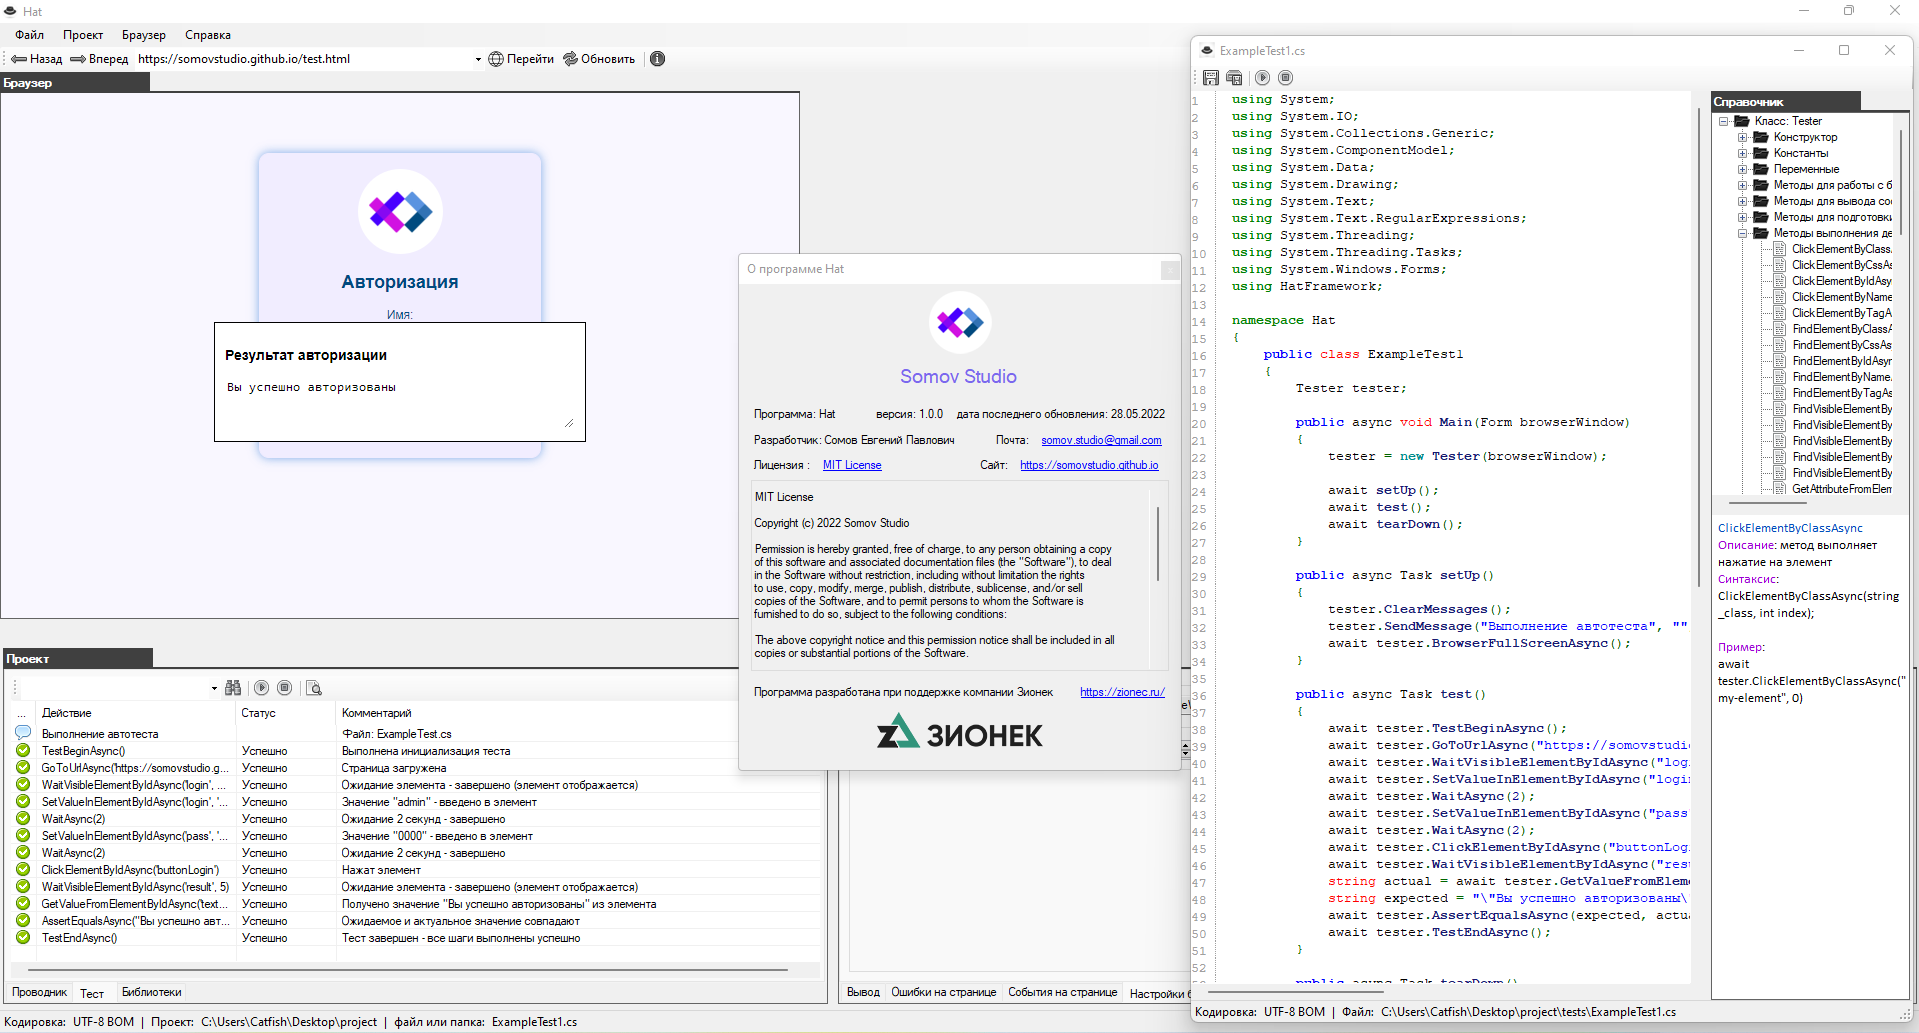 Hat
Файл Проект Браузер Справка
Назад Вперед https://somovstudio.github.io/test.html Перейти Обновить
Браузер
Авторизация
Имя:
Результат авторизации
Вы успешно авторизованы
О программе Hat
Somov Studio
Программа: Hat версия: 1.0.0 дата последнего обновления: 28.05.2022
Разработчик: Сомов Евгений Павлович Почта: somov.studio@gmail.com
Лицензия : MIT License Сайт: https://somovstudio.github.io
MIT License
Copyright (c) 2022 Somov Studio
Permission is hereby granted, free of charge, to any person obtaining a copy
of this software and associated documentation files (the "Software"), to deal
in the Software without restriction, including without limitation the rights
to use, copy, modify, merge, publish, distribute, sublicense, and/or sell
copies of the Software, and to permit persons to whom the Software is
furnished to do so, subject to the following conditions:
The above copyright notice and this permission notice shall be included in all
copies or substantial portions of the Software.
Программа разработана при поддержке компании Зионек https://zionec.ru/
ЗИОНЕК
Проект
... Действие Статус Комментарий
Выполнение автотеста Файл: ExampleTest.cs
TestBeginAsync() Успешно Выполнена инициализация теста
GoToUrlAsync('https://somovstudio.g... Успешно Страница загружена
WaitVisibleElementByIdAsync('login', ... Успешно Ожидание элемента - завершено (элемент отображается)
SetValueInElementByIdAsync('login', '... Успешно Значение "admin" - введено в элемент
WaitAsync(2) Успешно Ожидание 2 секунд - завершено
SetValueInElementByIdAsync('pass', '... Успешно Значение "0000" - введено в элемент
WaitAsync(2) Успешно Ожидание 2 секунд - завершено
ClickElementByIdAsync('buttonLogin') Успешно Нажат элемент
WaitVisibleElementByIdAsync('result', 5) Успешно Ожидание элемента - завершено (элемент отображается)
GetValueFromElementByIdAsync('text... Успешно Получено значение "Вы успешно авторизованы" из элемента
AssertEqualsAsync("Вы успешно авт... Успешно Ожидаемое и актуальное значение совпадают
TestEndAsync() Успешно Тест завершен - все шаги выполнены успешно
Проводник Тест Библиотеки
Вывод Ошибки на странице События на странице Настройки б
Кодировка: UTF-8 BOM | Проект: C:\Users\Catfish\Desktop\project | файл или папка: ExampleTest1.cs
ExampleTest1.cs
1 using System;
2 using System.IO;
3 using System.Collections.Generic;
4 using System.ComponentModel;
5 using System.Data;
6 using System.Drawing;
7 using System.Text;
8 using System.Text.RegularExpressions;
9 using System.Threading;
10 using System.Threading.Tasks;
11 using System.Windows.Forms;
12 using HatFramework;
13
14 namespace Hat
15 {
16 public class ExampleTest1
17 {
18 Tester tester;
19
20 public async void Main(Form browserWindow)
21 {
22 tester = new Tester(browserWindow);
23
24 await setUp();
25 await test();
26 await tearDown();
27 }
28
29 public async Task setUp()
30 {
31 tester.ClearMessages();
32 tester.SendMessage("Выполнение автотеста", ""
33 await tester.BrowserFullScreenAsync();
34 }
35
36 public async Task test()
37 {
38 await tester.TestBeginAsync();
39 await tester.GoToUrlAsync("https://somovstudi
40 await tester.WaitVisibleElementByIdAsync("log
41 await tester.SetValueInElementByIdAsync("login
42 await tester.WaitAsync(2);
43 await tester.SetValueInElementByIdAsync("pass
44 await tester.WaitAsync(2);
45 await tester.ClickElementByIdAsync("buttonLog
46 await tester.WaitVisibleElementByIdAsync("res
47 string actual = await tester.GetValueFromElem
48 string expected = "\"Вы успешно авторизованы\
49 await tester.AssertEqualsAsync(expected, actua
50 await tester.TestEndAsync();
51 }
52
public async Task tearDown()
Справочник
Класс: Tester
Конструктор
Константы
Переменные
Методы для работы с б
Методы для вывода соо
Методы для подготовки
Методы выполнения де
ClickElementByClass
ClickElementByCssAs
ClickElementByIdAsy
ClickElementByName
ClickElementByTagA
FindElementByClassA
FindElementByCssAs
FindElementByIdAsyn
FindElementByName
FindElementByTagAs
FindVisibleElementBy
FindVisibleElementBy
FindVisibleElementBy
FindVisibleElementBy
FindVisibleElementBy
GetAttributeFromElem
ClickElementByClassAsync
Описание: метод выполняет
нажатие на элемент
Синтаксис:
ClickElementByClassAsync(string
_class, int index);
Пример:
await
tester.ClickElementByClassAsync("
my-element", 0)
Кодировка: UTF-8 BOM | Файл: C:\Users\Catfish\Desktop\project\tests\ExampleTest1.cs